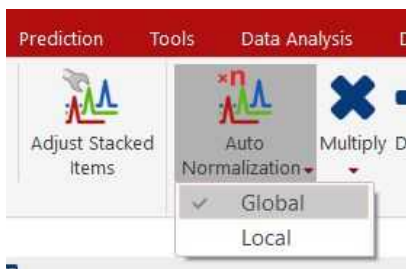 Prediction Tools Data Analysis
Adjust Stacked
Items
×n
Auto
Normalization
Multiply
Global
Local